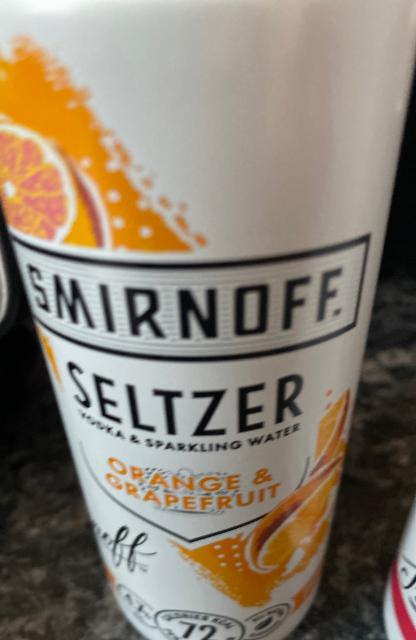 SMIRNOFF.
SELTZER
VODKA & SPARKLING WATER
ORANGE &
GRAPEFRUIT
72